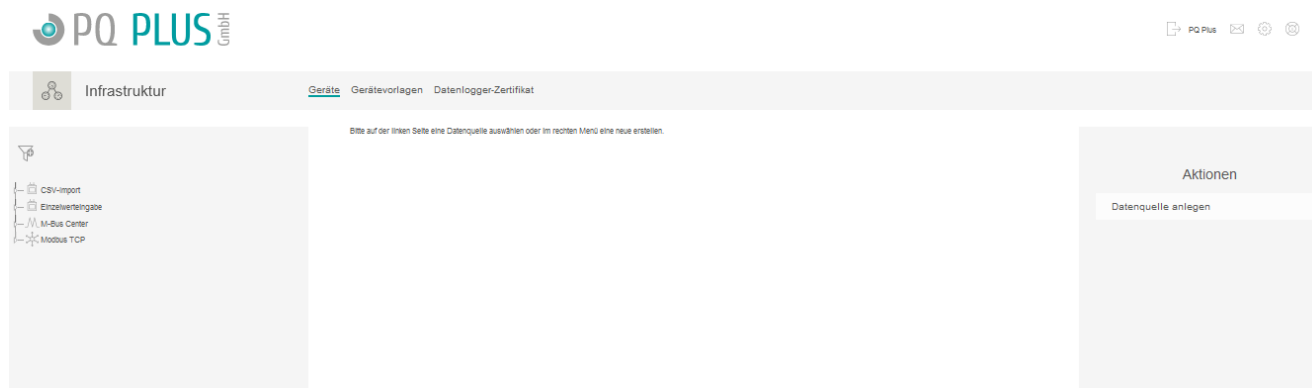 PQ PLUS GmbH
PQ Plus
Infrastruktur
Geräte Gerätevorlagen Datenlogger-Zertifikat
Bitte auf der linken Seite eine Datenquelle auswählen oder im rechten Menü eine neue erstellen.
CSV-Import
Einzelwerteingabe
M-Bus Center
Modbus TCP
Aktionen
Datenquelle anlegen